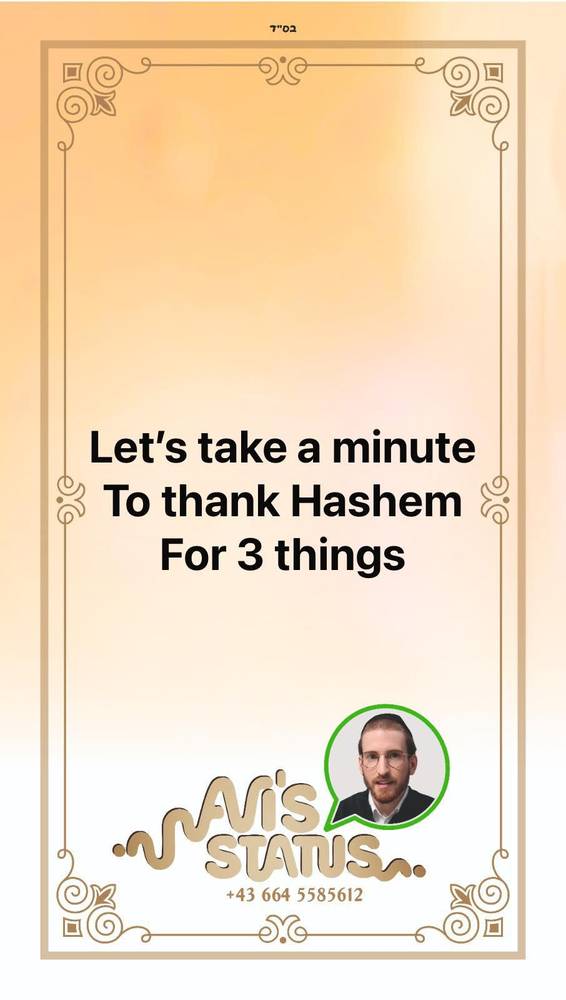 בס"ד
Let’s take a minute
To thank Hashem
For 3 things
AVI'S
STATUS
+43 664 5585612